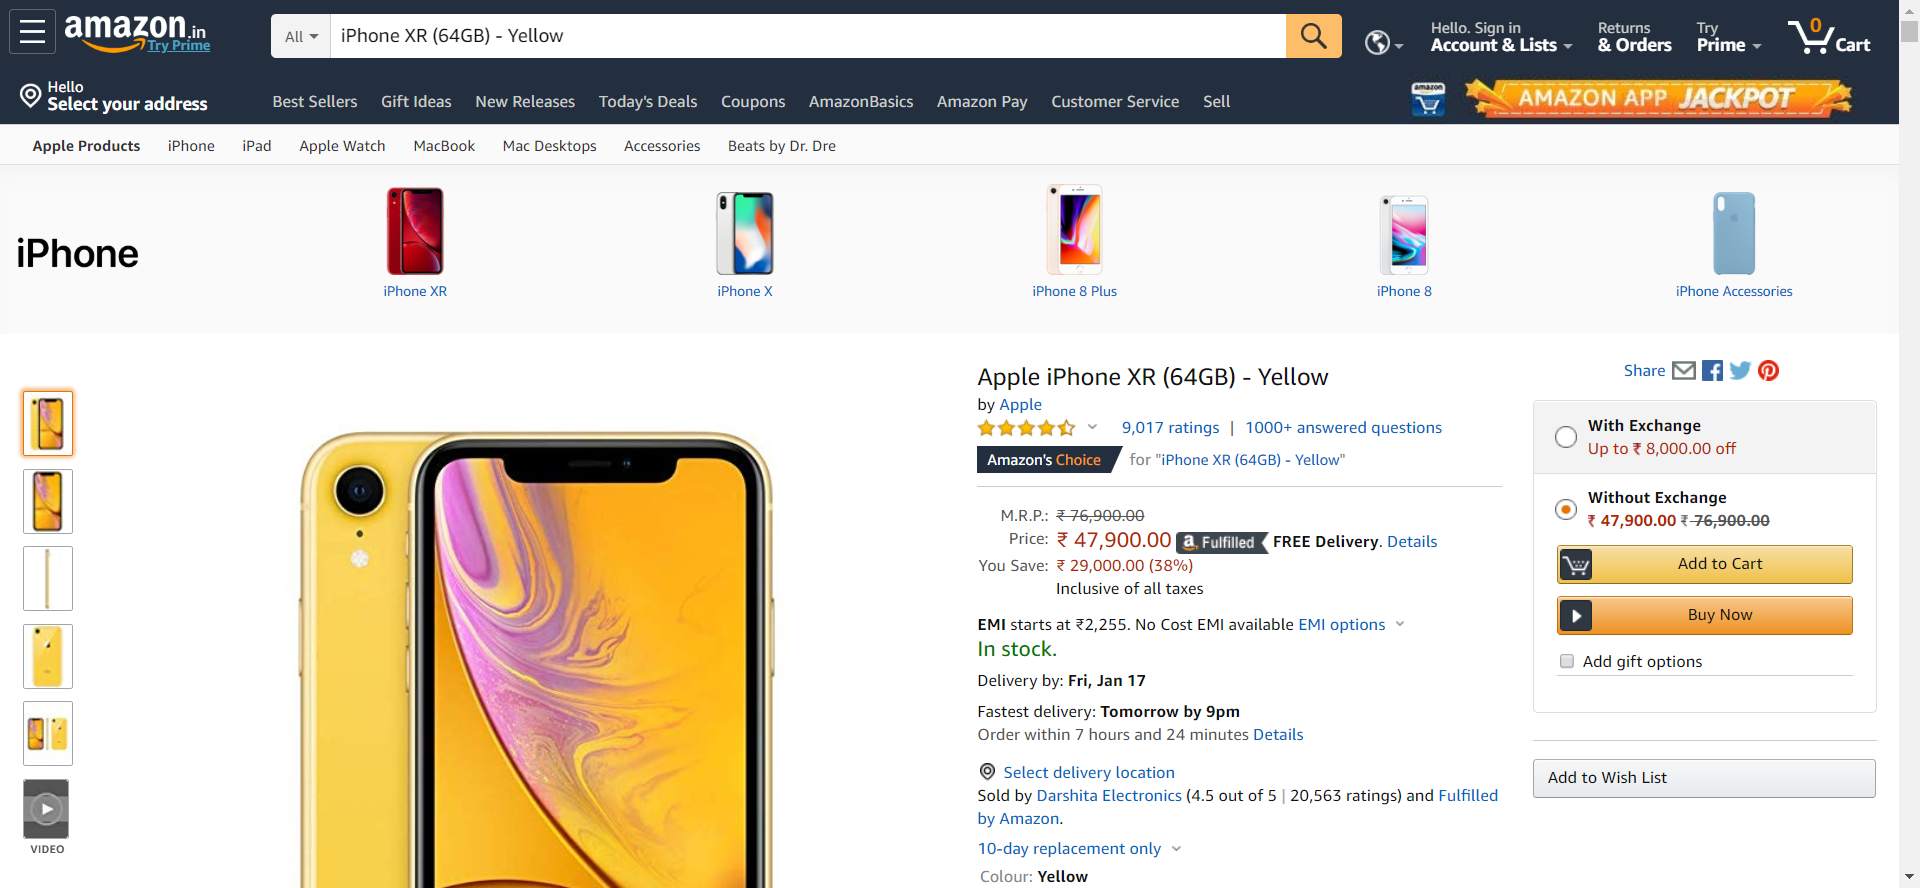 amazon.in
Try Prime
All
iPhone XR (64GB) - Yellow
Hello. Sign in
Account & Lists
Returns
& Orders
Try
Prime
0
Cart
Hello
Select your address
Best Sellers
Gift Ideas
New Releases
Today's Deals
Coupons
AmazonBasics
Amazon Pay
Customer Service
Sell
amazon
AMAZON APP JACKPOT
Apple Products
iPhone
iPad
Apple Watch
MacBook
Mac Desktops
Accessories
Beats by Dr. Dre
iPhone
iPhone XR
iPhone X
iPhone 8 Plus
iPhone 8
iPhone Accessories
VIDEO
Apple iPhone XR (64GB) - Yellow
by Apple
9,017 ratings | 1000+ answered questions
Amazon's Choice for "iPhone XR (64GB) - Yellow"
M.R.P.: ₹ 76,900.00
Price: ₹ 47,900.00 a Fulfilled FREE Delivery. Details
You Save: ₹ 29,000.00 (38%)
Inclusive of all taxes
EMI starts at ₹2,255. No Cost EMI available EMI options
In stock.
Delivery by: Fri, Jan 17
Fastest delivery: Tomorrow by 9pm
Order within 7 hours and 24 minutes Details
Select delivery location
Sold by Darshita Electronics (4.5 out of 5 | 20,563 ratings) and Fulfilled
by Amazon.
10-day replacement only
Colour: Yellow
Share
With Exchange
Up to ₹ 8,000.00 off
Without Exchange
₹ 47,900.00 ₹ 76,900.00
Add to Cart
Buy Now
Add gift options
Add to Wish List